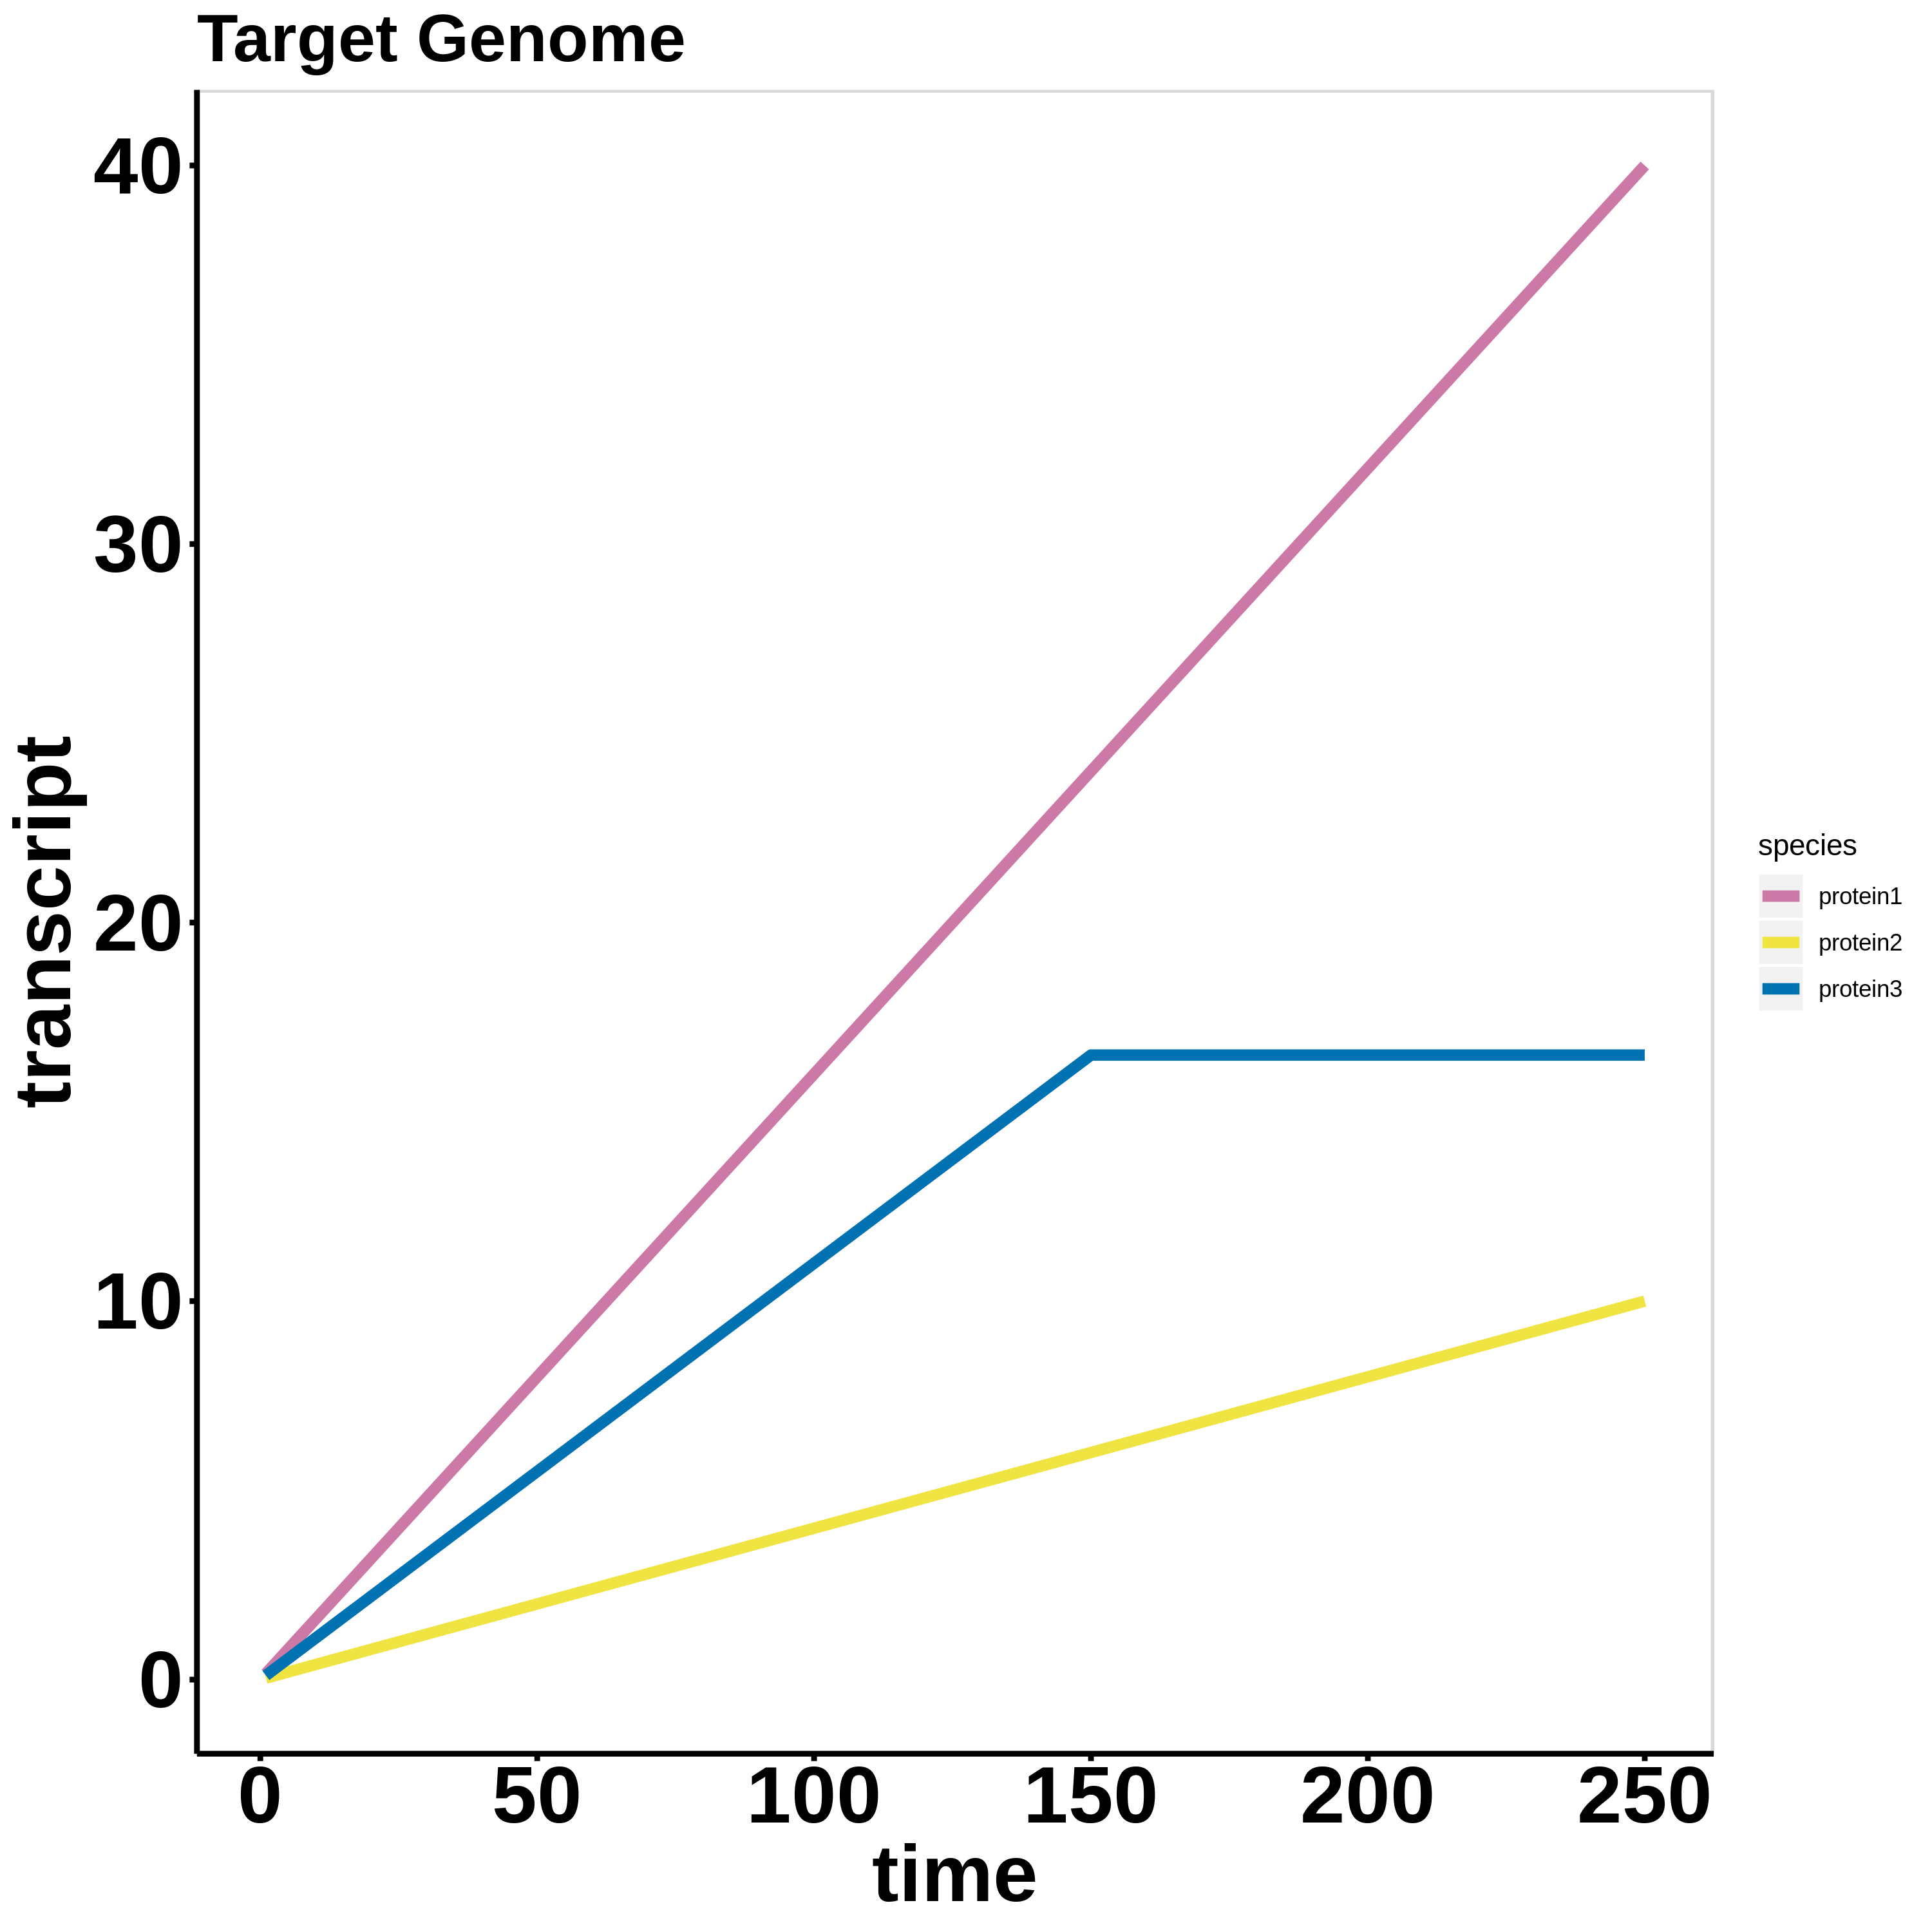 Target Genome
40
30
20
10
0
transcript
0 50 100 150 200 250
time
species
protein1
protein2
protein3